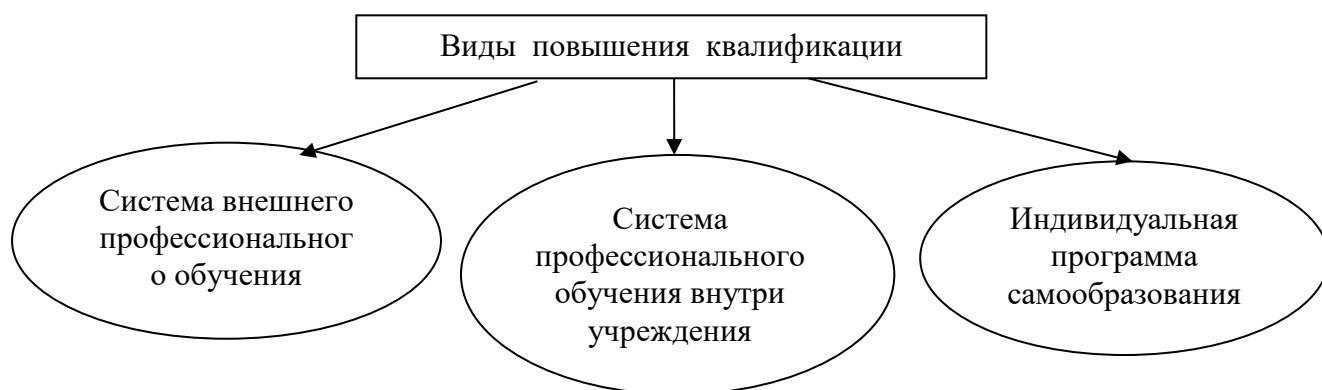 Виды повышения квалификации
Система внешнего
профессиональног
о обучения
Система
профессионального
обучения внутри
учреждения
Индивидуальная
программа
самообразования